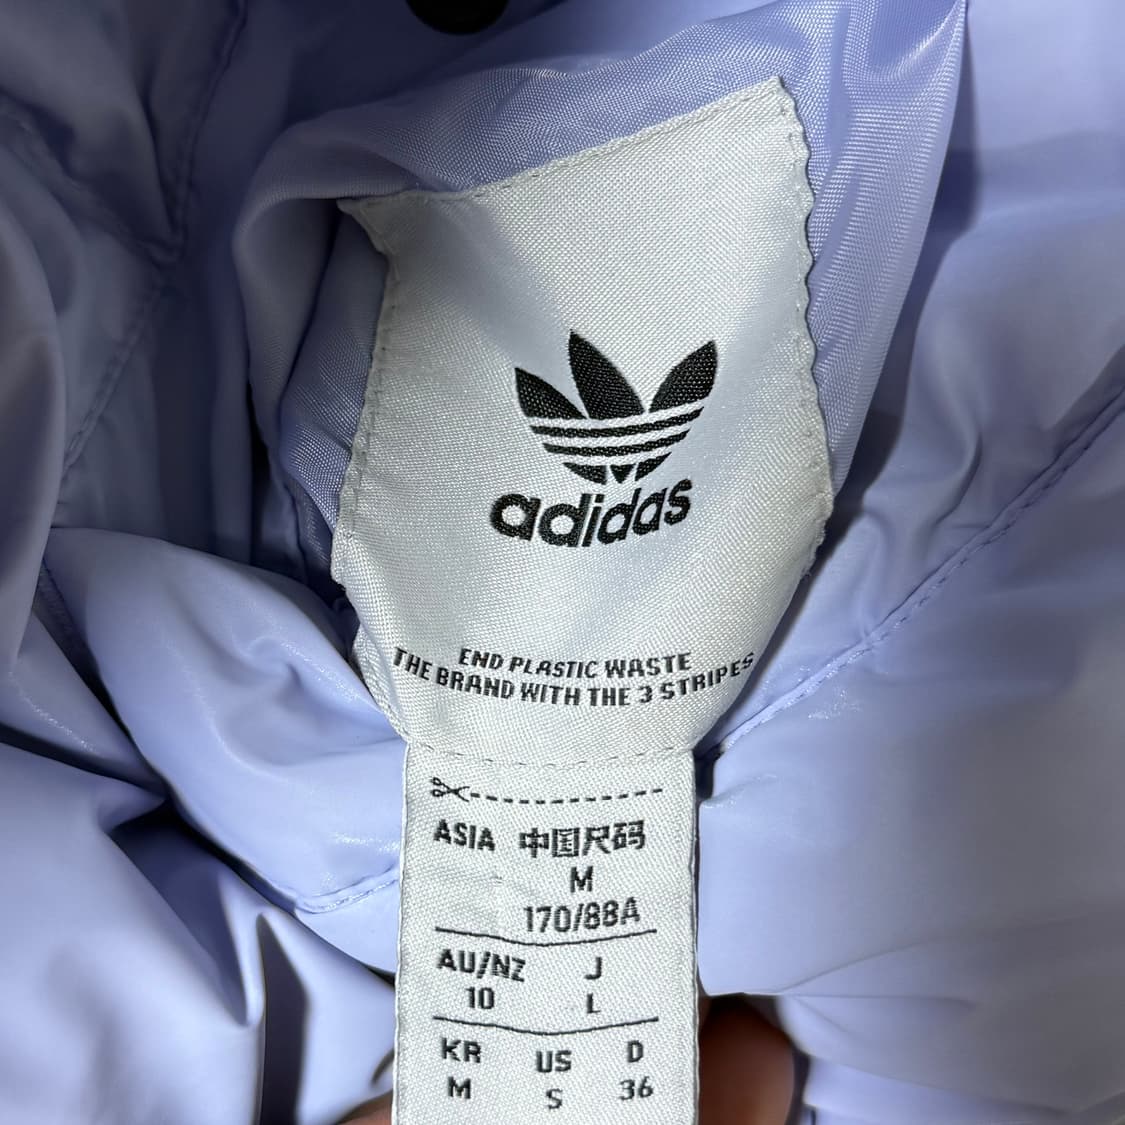 adidas
END PLASTIC WASTE
THE BRAND WITH THE 3 STRIPES
ASIA 中国尺码
M
170/88A
AU/NZ J
10 L
KR US D
M S 36